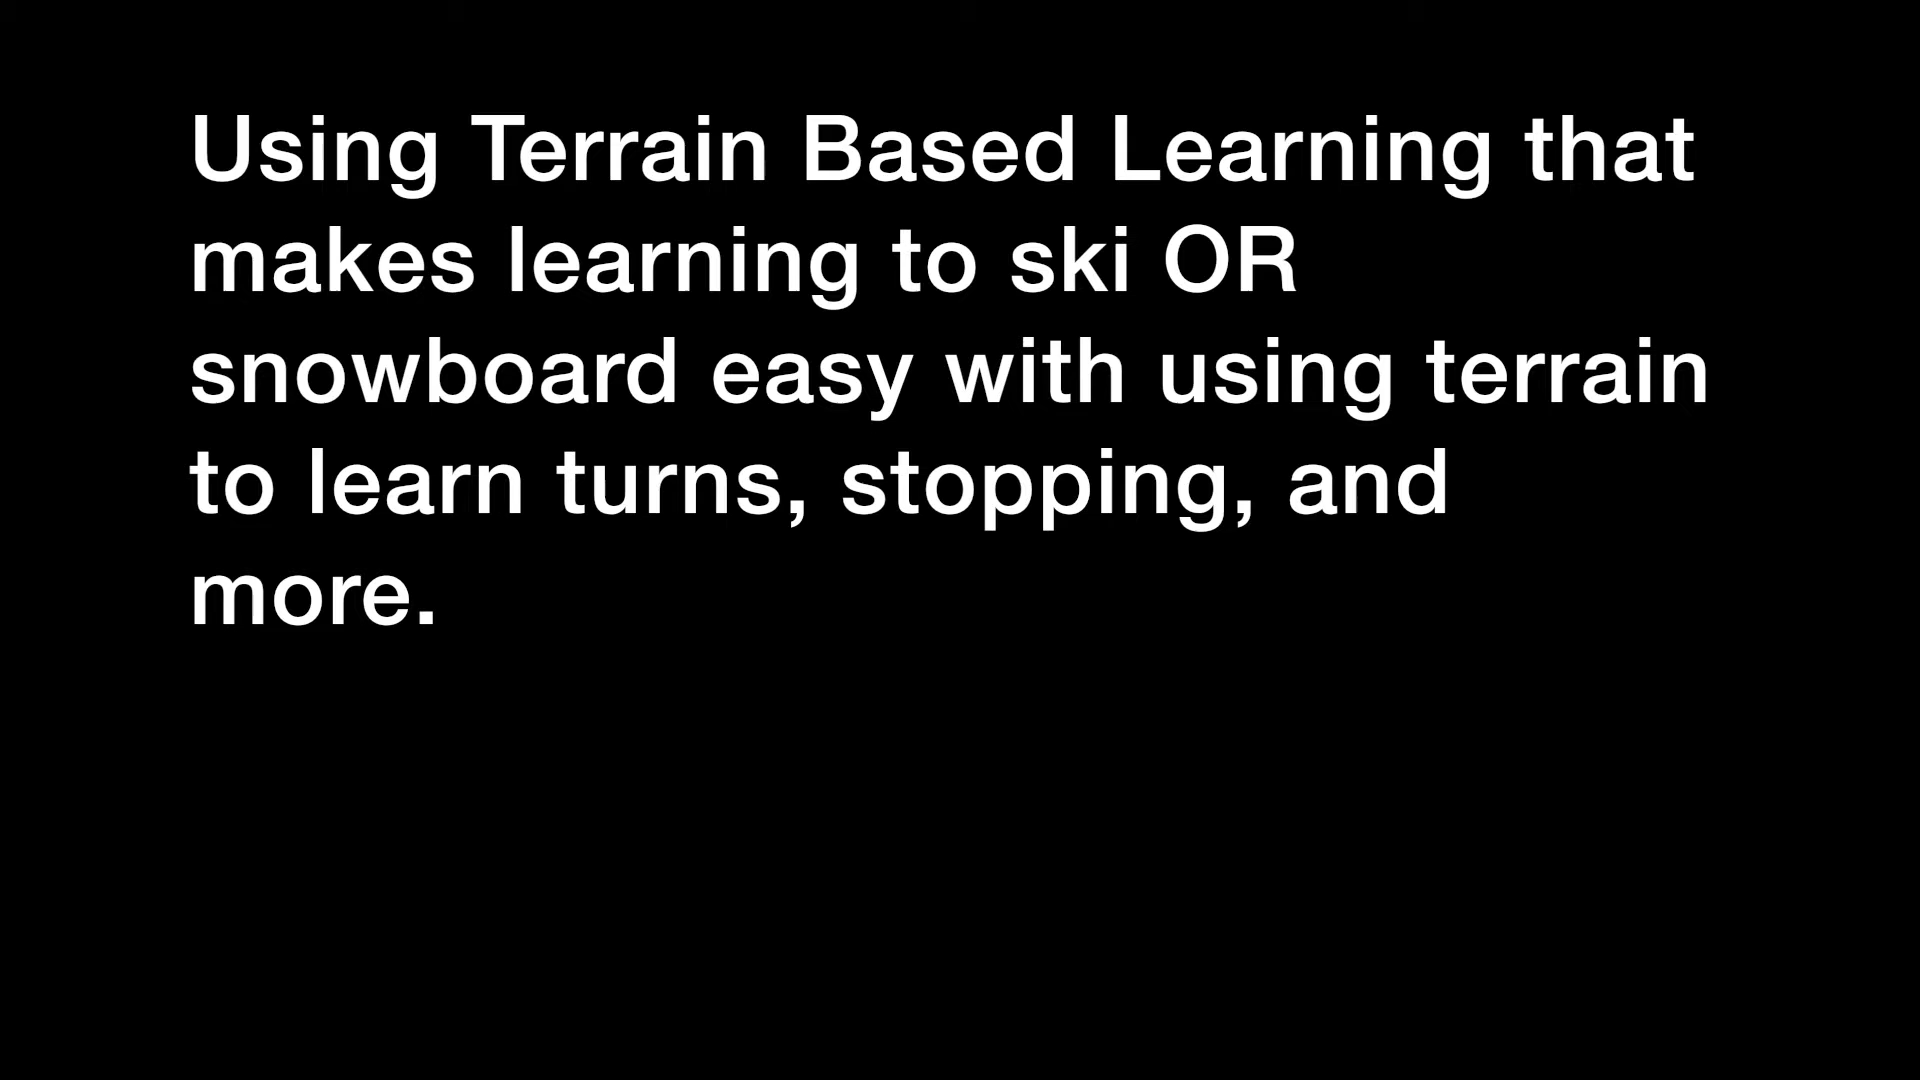 Using Terrain Based Learning that
makes learning to ski OR
snowboard easy with using terrain
to learn turns, stopping, and
more.